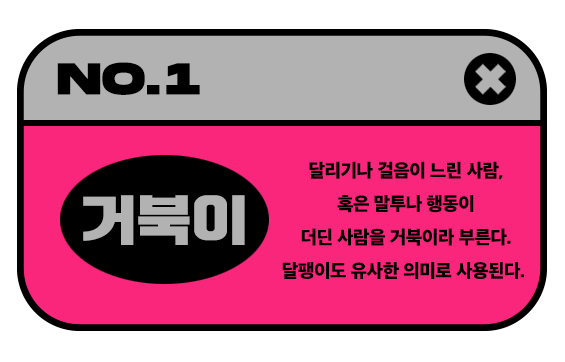 NO.1
거북이
달리기나 걸음이 느린 사람,
혹은 말투나 행동이
더딘 사람을 거북이라 부른다.
달팽이도 유사한 의미로 사용된다.